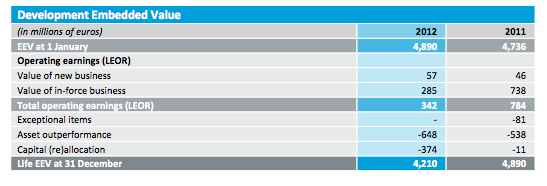 Development Embedded Value
(in millions of euros) 2012 2011
EEV at 1 January 4,890 4,736
Operating earnings (LEOR)
Value of new business 57 46
Value of in-force business 285 738
Total operating earnings (LEOR) 342 784
Exceptional items - -81
Asset outperformance -648 -538
Capital (re)allocation -374 -11
Life EEV at 31 December 4,210 4,890